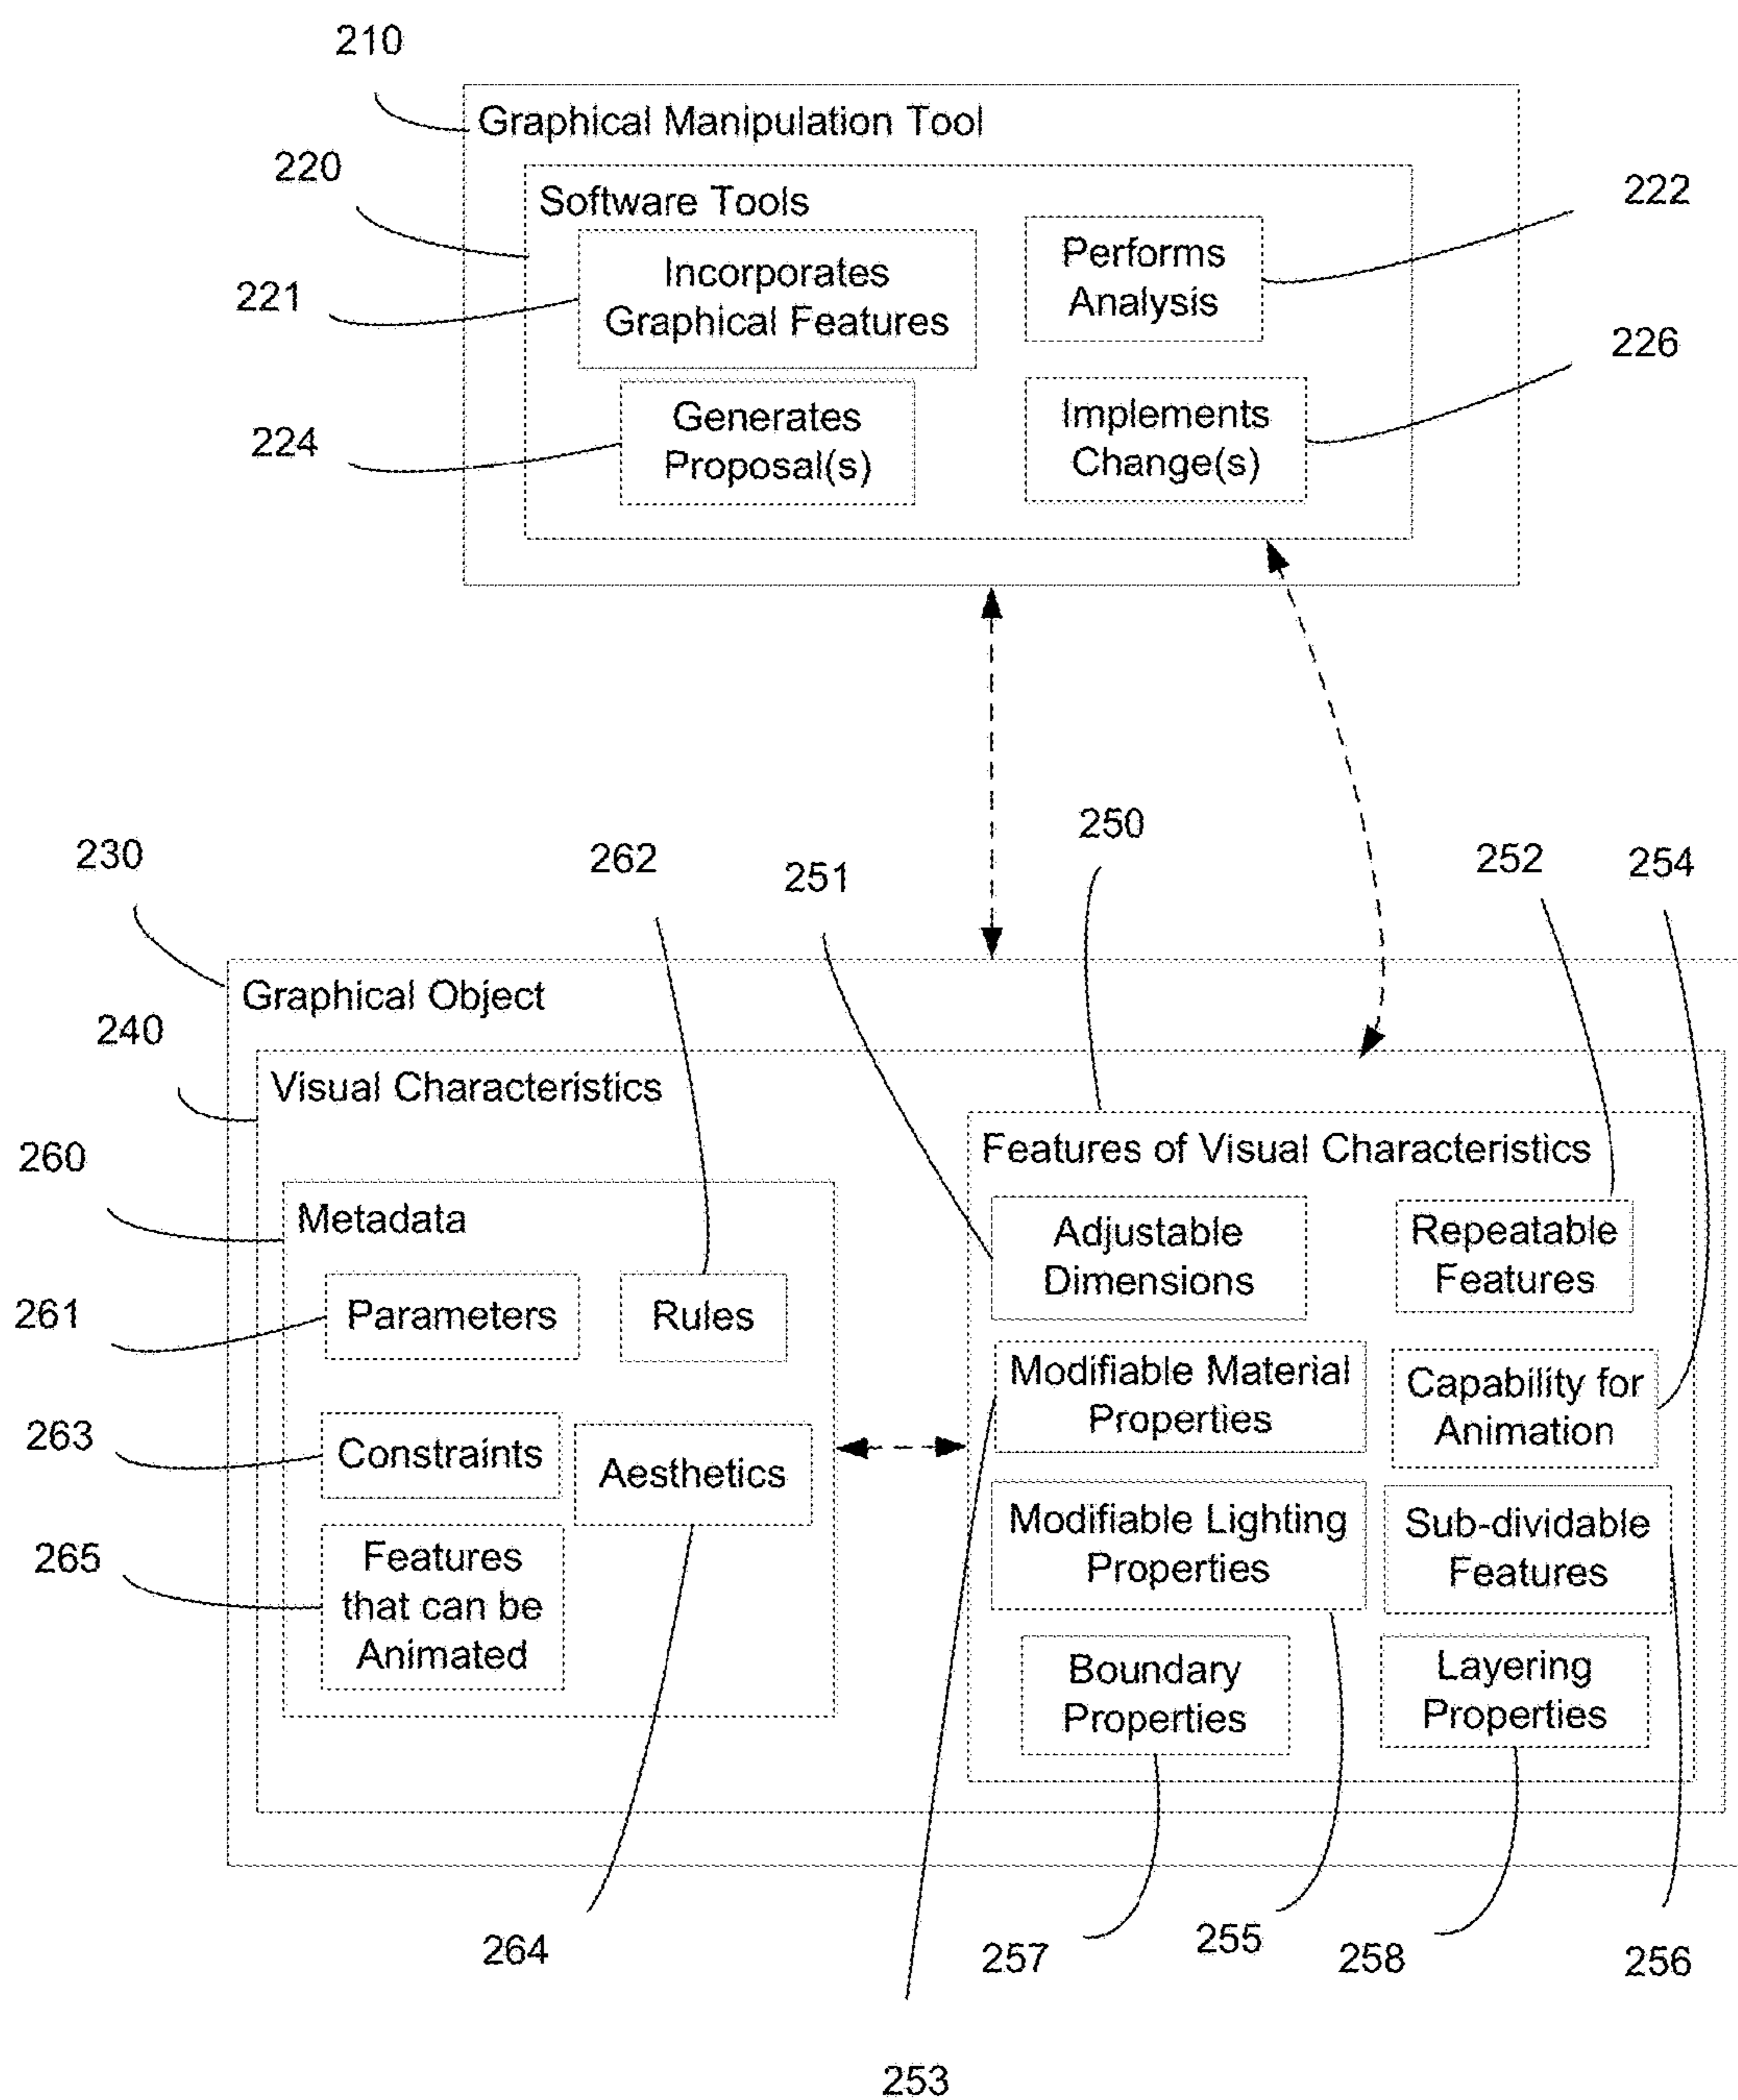 210
Graphical Manipulation Tool
220
Software Tools
222
221
Incorporates
Graphical Features
Performs
Analysis
226
224
Generates
Proposal(s)
Implements
Change(s)
230
262
251
250
252
254
Graphical Object
240
Visual Characteristics
260
Metadata
Features of Visual Characteristics
261
Parameters
Rules
Adjustable
Dimensions
Repeatable
Features
263
Constraints
Aesthetics
Modifiable Material
Properties
Capability for
Animation
265
Features
that can be
Animated
Modifiable Lighting
Properties
Sub-dividable
Features
Boundary
Properties
Layering
Properties
264
257
255
258
256
253